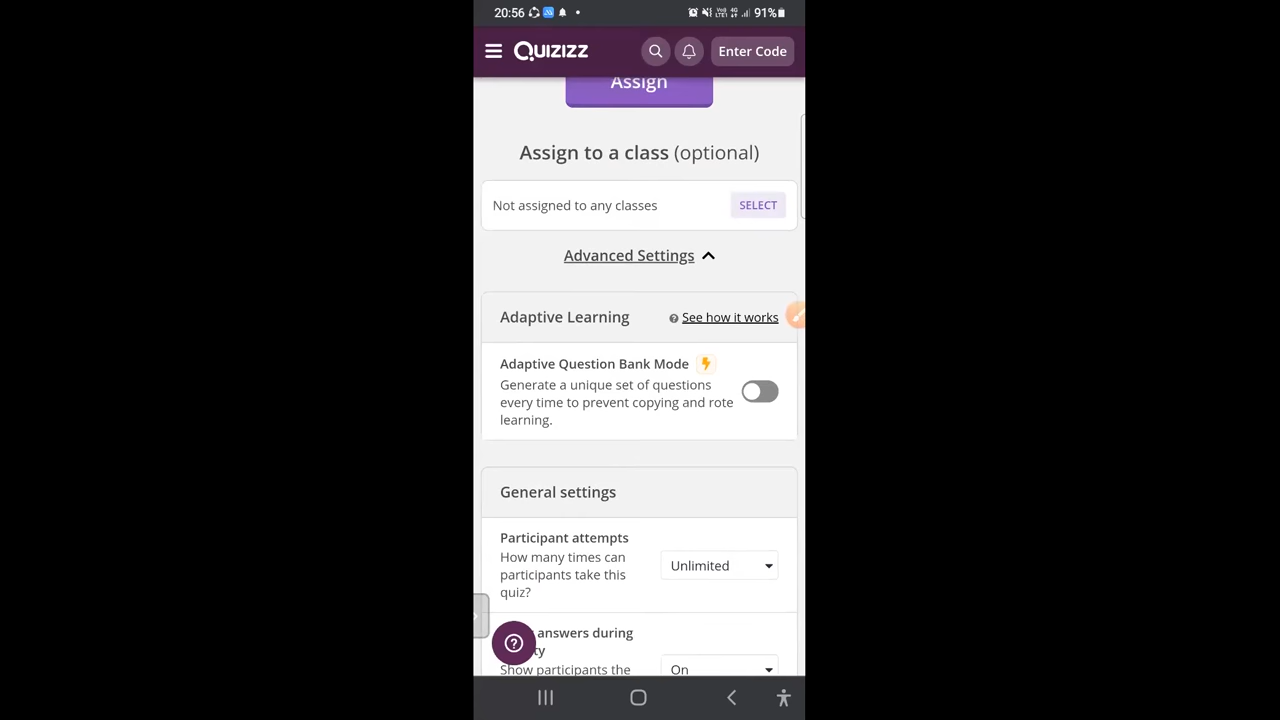 20:56 91%
Quizizz Enter Code
Assign
Assign to a class (optional)
Not assigned to any classes SELECT
Advanced Settings
Adaptive Learning See how it works
Adaptive Question Bank Mode
Generate a unique set of questions
every time to prevent copying and rote
learning.
General settings
Participant attempts
How many times can
participants take this
quiz?
Unlimited
answers during
ty
Show participants the
On